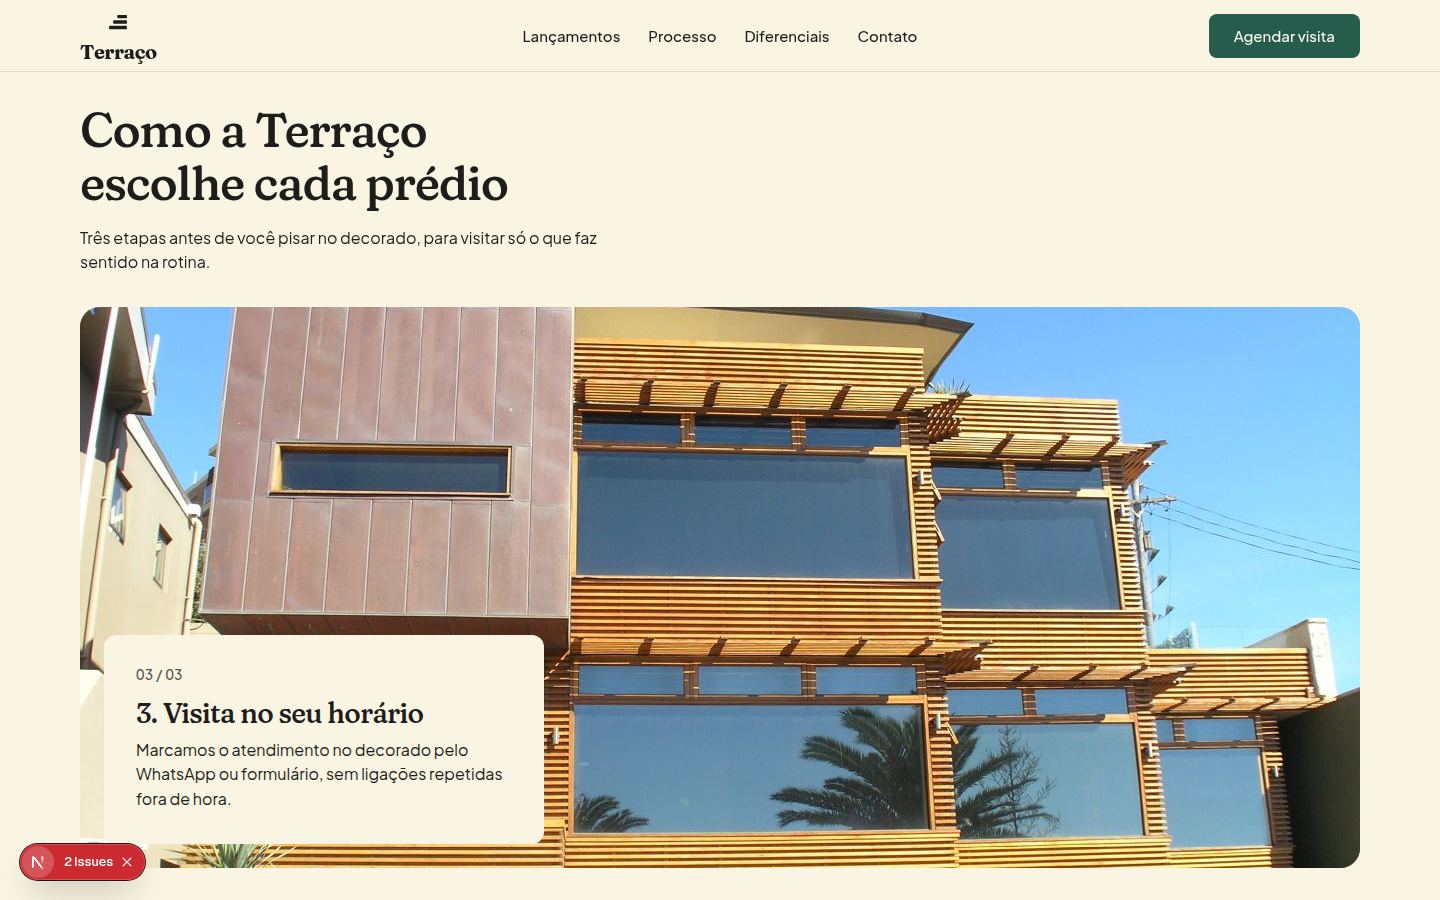 Terraço
Lançamentos
Processo
Diferenciais
Contato
Agendar visita
Como a Terraço
escolhe cada prédio
Três etapas antes de você pisar no decorado, para visitar só o que faz
sentido na rotina.
03 / 03
3. Visita no seu horário
Marcamos o atendimento no decorado pelo
WhatsApp ou formulário, sem ligações repetidas
fora de hora.
N
2 Issues